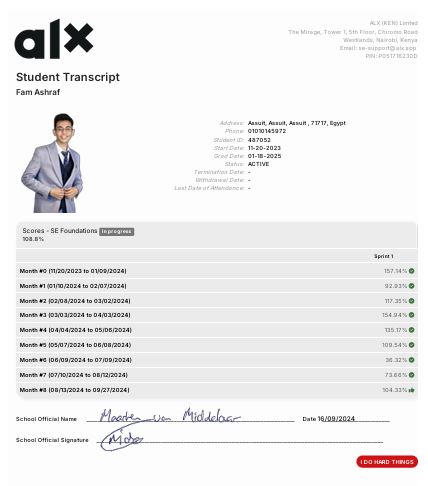 alx
ALX (KEN) Limited
The Mirage, Tower 1, 5th Floor, Chiromo Road
Westlands, Nairobi, Kenya
Email: se-support@alx.app
PIN: P051716230D
Student Transcript
Fam Ashraf
Address: Assuit, Assuit, Assuit , 71717, Egypt
Phone: 01010145972
Student ID: 487052
Start Date: 11-20-2023
Grad Date: 01-18-2025
Status: ACTIVE
Termination Date: -
Withdrawal Date: -
Last Date of Attendence: -
Scores - SE Foundations In progress
108.8%
Sprint 1
Month #0 (11/20/2023 to 01/09/2024) 157.14%
Month #1 (01/10/2024 to 02/07/2024) 92.93%
Month #2 (02/08/2024 to 03/02/2024) 117.35%
Month #3 (03/03/2024 to 04/03/2024) 154.94%
Month #4 (04/04/2024 to 05/06/2024) 135.17%
Month #5 (05/07/2024 to 06/08/2024) 109.54%
Month #6 (06/09/2024 to 07/09/2024) 36.32%
Month #7 (07/10/2024 to 08/12/2024) 73.66%
Month #8 (08/13/2024 to 09/27/2024) 104.33%
School Official Name Maarten van Middelaar Date 16/09/2024
School Official Signature
I DO HARD THINGS